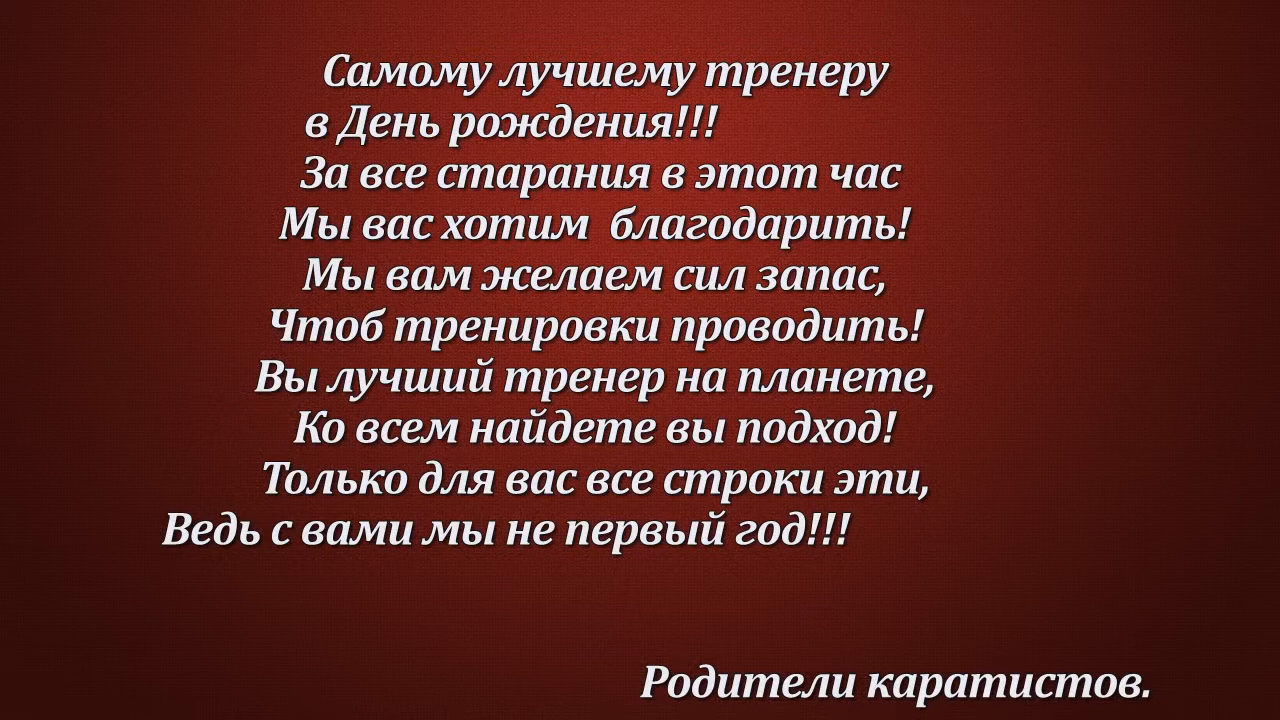 Самому лучшему тренеру
в День рождения!!!
За все старания в этот час
Мы вас хотим благодарить!
Мы вам желаем сил запас,
Чтоб тренировки проводить!
Вы лучший тренер на планете,
Ко всем найдете вы подход!
Только для вас все строки эти,
Ведь с вами мы не первый год!!!
Родители каратистов.